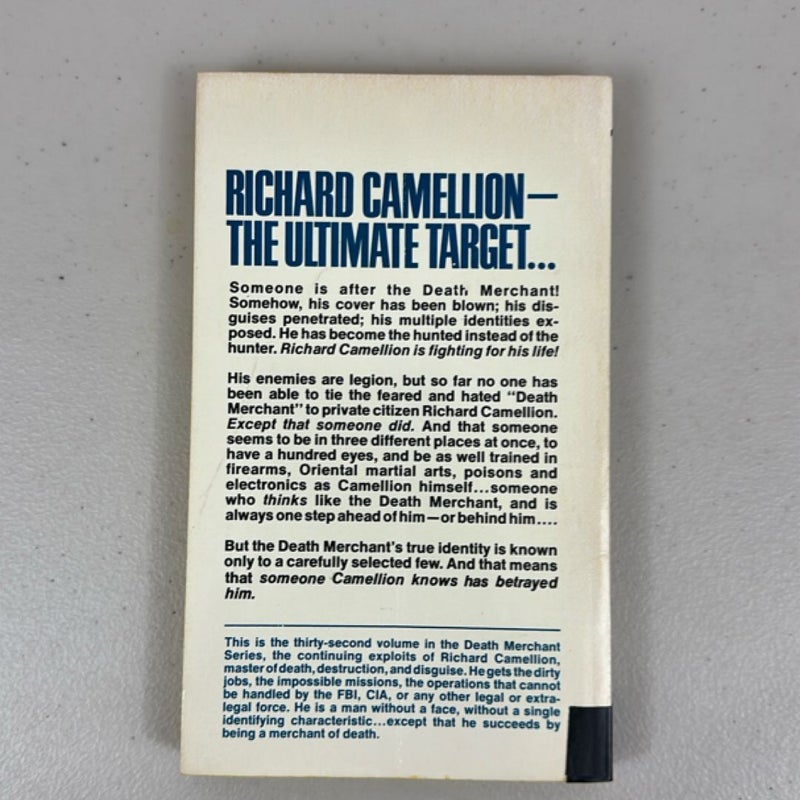 RICHARD CAMELLION—
THE ULTIMATE TARGET...
Someone is after the Death Merchant!
Somehow, his cover has been blown; his dis-
guises penetrated; his multiple identities ex-
posed. He has become the hunted instead of the
hunter. Richard Camellion is fighting for his life!
His enemies are legion, but so far no one has
been able to tie the feared and hated "Death
Merchant" to private citizen Richard Camellion.
Except that someone did. And that someone
seems to be in three different places at once, to
have a hundred eyes, and be as well trained in
firearms, Oriental martial arts, poisons and
electronics as Camellion himself...someone
who thinks like the Death Merchant, and is
always one step ahead of him—or behind him....
But the Death Merchant's true identity is known
only to a carefully selected few. And that means
that someone Camellion knows has betrayed
him.
This is the thirty-second volume in the Death Merchant
Series, the continuing exploits of Richard Camellion,
master of death, destruction, and disguise. He gets the dirty
jobs, the impossible missions, the operations that cannot
be handled by the FBI, CIA, or any other legal or extra-
legal force. He is a man without a face, without a single
identifying characteristic...except that he succeeds by
being a merchant of death.